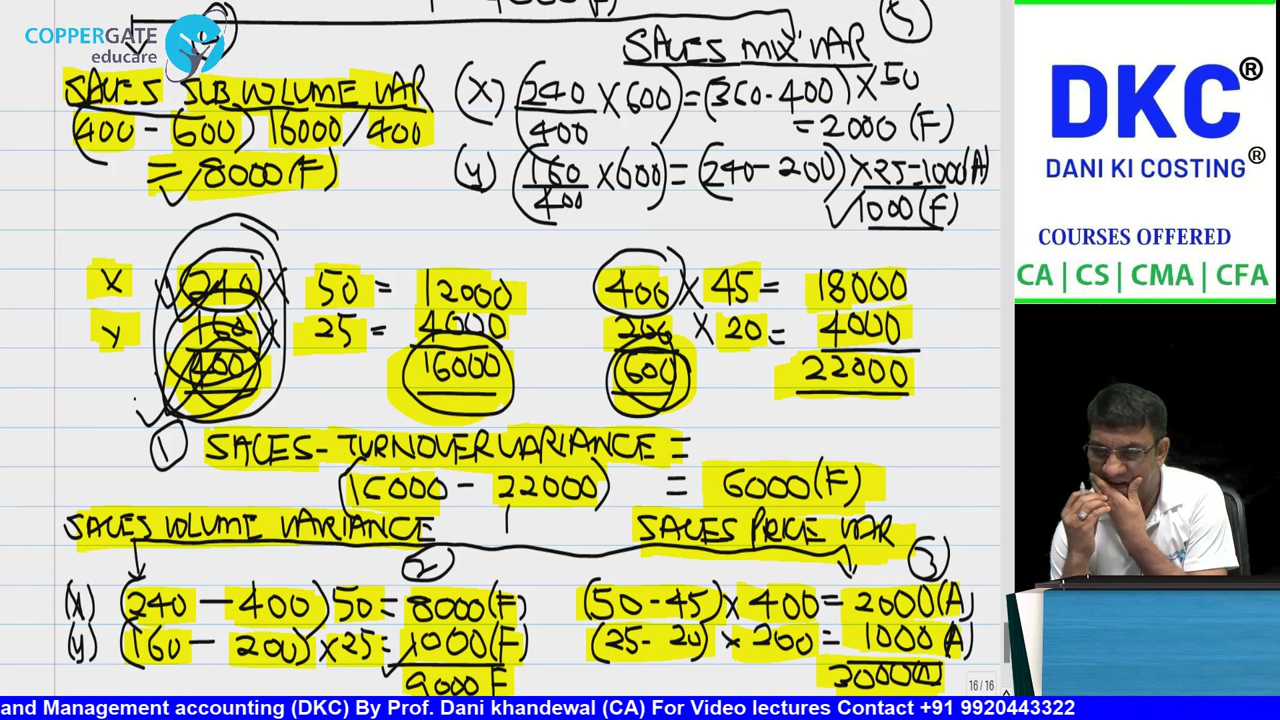 COPPERGATE
educare
5
SALES MIX VAR
SALES SUB VOLUME VAR
(400 - 600) 16000/400
= 8000 (F)
(X) (240/400 X 600) = (360 - 400) X 50
= 2000 (F)
(y) (160/400 X 600) = (240 - 200) X 25 - 1000 (A)
1000 (F)
X 240 X 50 = 12000 400 X 45 = 18000
y 160 X 25 = 4000 200 X 20 = 4000
400 16000 600 22000
1 SALES - TURNOVER VARIANCE =
(16000 - 22000) = 6000 (F)
SALES VOLUME VARIANCE SALES PRICE VAR
2 3
(X) (240 - 400) 50 = 8000 (F) (50 - 45) X 400 = 2000 (A)
(y) (160 - 200) X 25 = 1000 (F) (25 - 20) X 200 = 1000 (A)
9000 F 3000 (A)
16/16
DKC®
DANI KI COSTING®
COURSES OFFERED
CA | CS | CMA | CFA
and Management accounting (DKC) By Prof. Dani khandewal (CA) For Video lectures Contact +91 9920443322